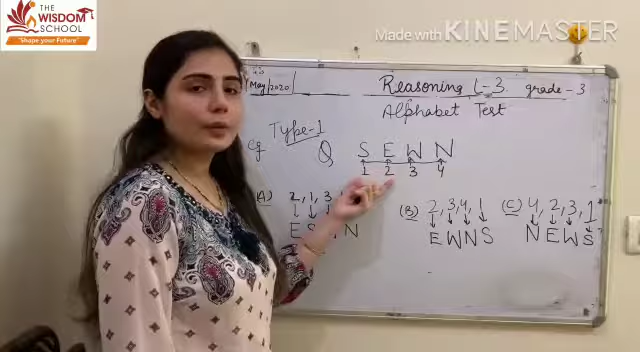 THE
WISDOM
SCHOOL
"Shape your Future"
Made with KINEMASTER
May/2020
Reasoning L-3. grade-3
Alphabet Test
Type-1
eg
Q S E W N
1 2 3 4
(A) 2, 1, 3,
E S N
(B) 2, 3, 4, 1
E W N S
(C) 4, 2, 3, 1
N E W S